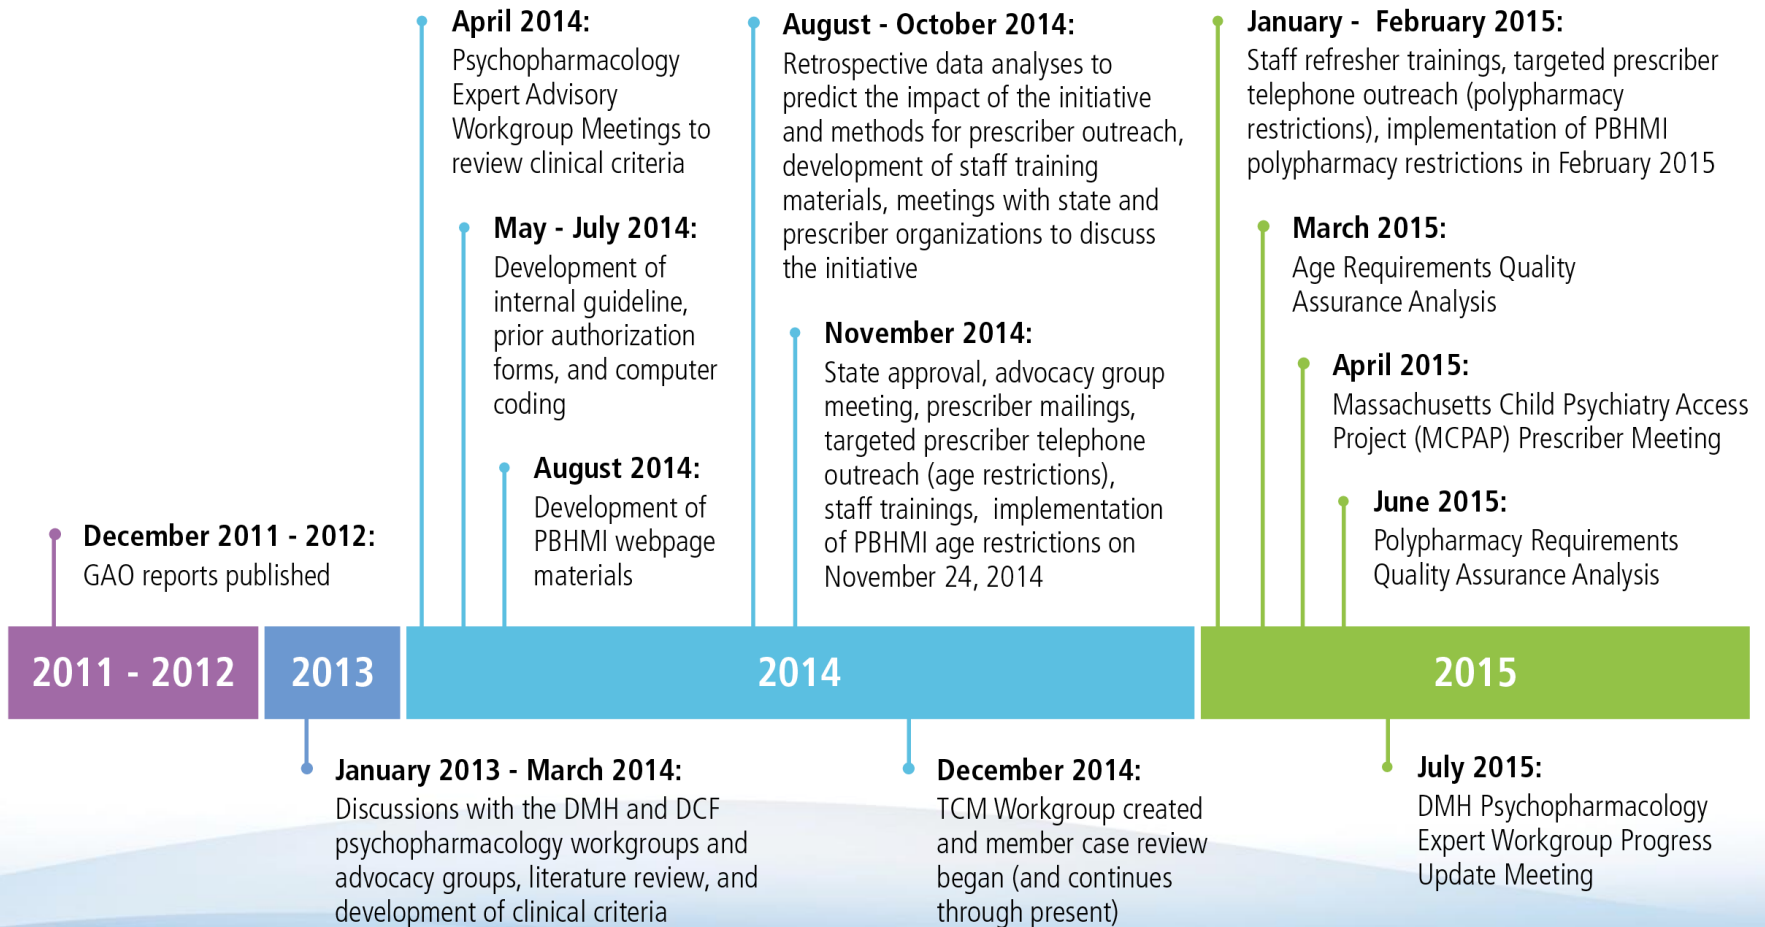 April 2014:
Psychopharmacology
Expert Advisory
Workgroup Meetings to
review clinical criteria
May - July 2014:
Development of
internal guideline,
prior authorization
forms, and computer
coding
August 2014:
Development of
PBHMI webpage
materials
December 2011 - 2012:
GAO reports published
August - October 2014:
Retrospective data analyses to
predict the impact of the initiative
and methods for prescriber outreach,
development of staff training
materials, meetings with state and
prescriber organizations to discuss
the initiative
November 2014:
State approval, advocacy group
meeting, prescriber mailings,
targeted prescriber telephone
outreach (age restrictions),
staff trainings, implementation
of PBHMI age restrictions on
November 24, 2014
January - February 2015:
Staff refresher trainings, targeted prescriber
telephone outreach (polypharmacy
restrictions), implementation of PBHMI
polypharmacy restrictions in February 2015
March 2015:
Age Requirements Quality
Assurance Analysis
April 2015:
Massachusetts Child Psychiatry Access
Project (MCPAP) Prescriber Meeting
June 2015:
Polypharmacy Requirements
Quality Assurance Analysis
2011 - 2012
2013
2014
2015
January 2013 - March 2014:
Discussions with the DMH and DCF
psychopharmacology workgroups and
advocacy groups, literature review, and
development of clinical criteria
December 2014:
TCM Workgroup created
and member case review
began (and continues
through present)
July 2015:
DMH Psychopharmacology
Expert Workgroup Progress
Update Meeting